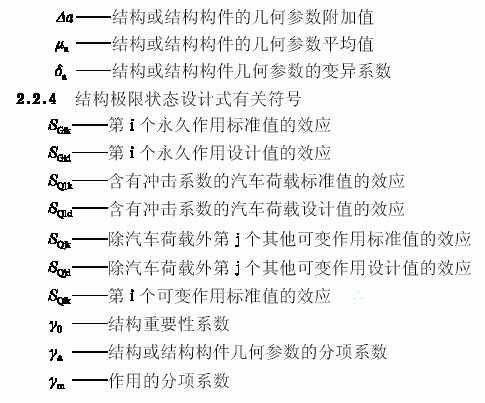 Δa——结构或结构构件的几何参数附加值
μa——结构或结构构件的几何参数平均值
δa——结构或结构构件几何参数的变异系数
2.2.4 结构极限状态设计式有关符号
SGik——第 i 个永久作用标准值的效应
SGid——第 i 个永久作用设计值的效应
SQ1k——含有冲击系数的汽车荷载标准值的效应
SQ1d——含有冲击系数的汽车荷载设计值的效应
SQjk——除汽车荷载外第 j 个其他可变作用标准值的效应
SQjd——除汽车荷载外第 j 个其他可变作用设计值的效应
SQik——第 i 个可变作用标准值的效应
γ0——结构重要性系数
γa——结构或结构构件几何参数的分项系数
γm——作用的分项系数